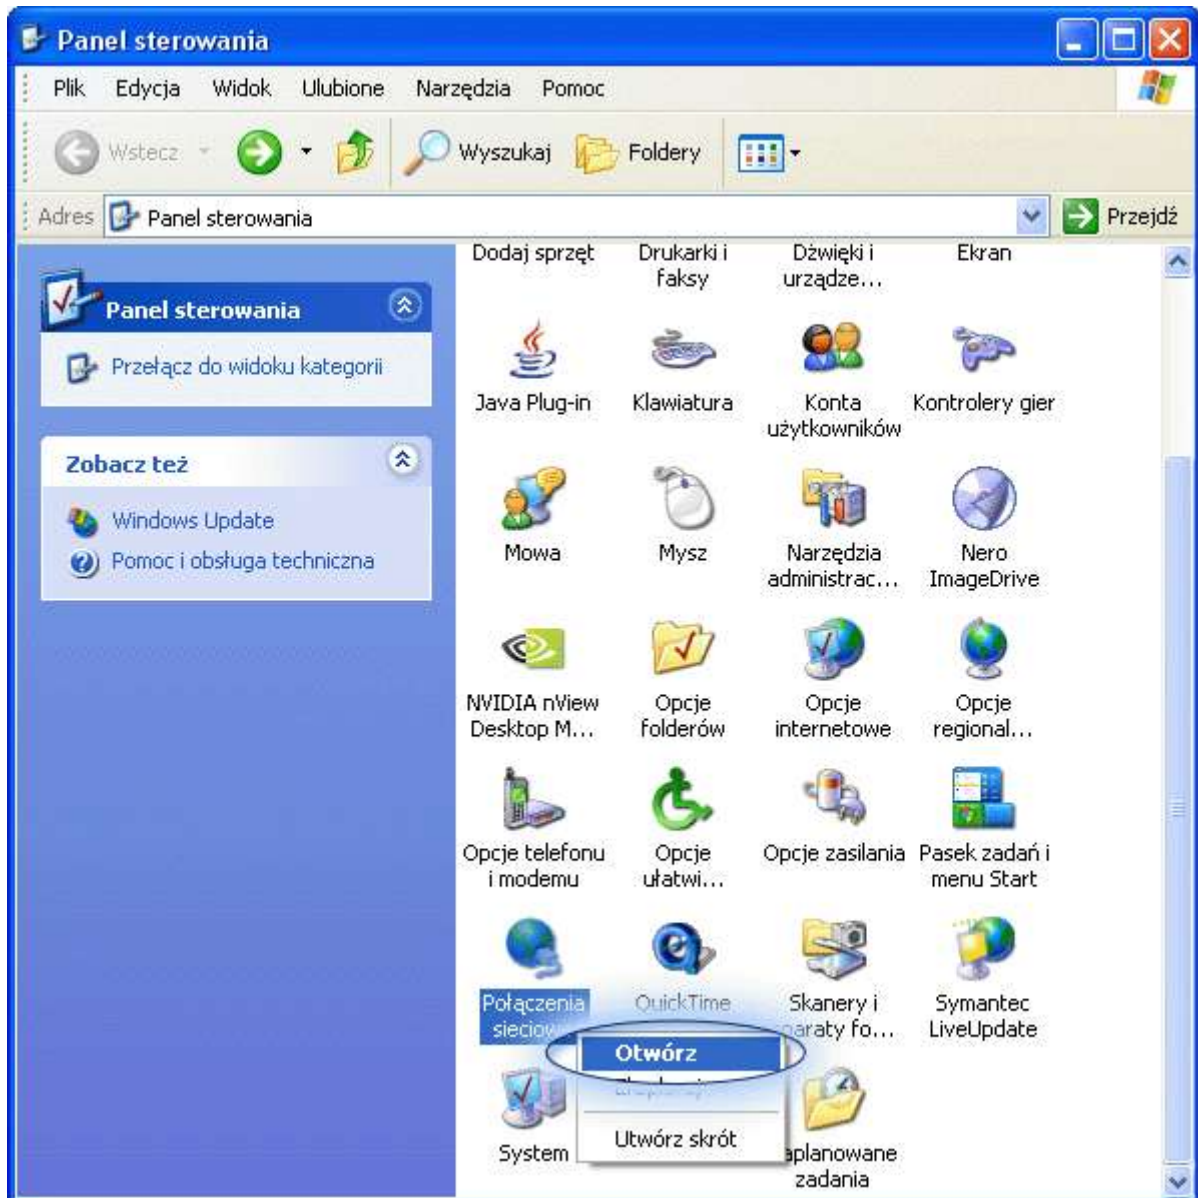 Panel sterowania
Plik Edycja Widok Ulubione Narzędzia Pomoc
Wstecz Wyszukaj Foldery
Adres Panel sterowania Przejdź
Panel sterowania
Przełącz do widoku kategorii
Zobacz też
Windows Update
Pomoc i obsługa techniczna
Dodaj sprzęt Drukarki i Dźwięki i Ekran
faksy urządze...
Java Plug-in Klawiatura Konta Kontrolery gier
użytkowników
Mowa Mysz Narzędzia Nero
administrac... ImageDrive
NVIDIA nView Opcje Opcje Opcje
Desktop M... folderów internetowe regional...
Opcje telefonu Opcje Opcje zasilania Pasek zadań i
i modemu ułatwi... menu Start
Połączenia QuickTime Skanery i Symantec
fo... LiveUpdate
Otwórz
Utwórz skrót
System
zadania